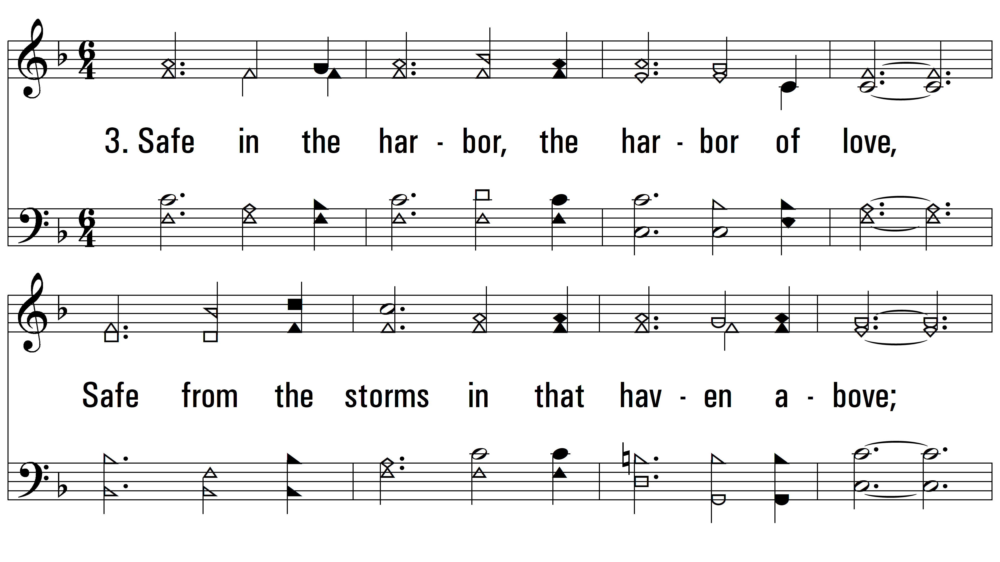 3. Safe in the har - bor, the har - bor of love,
Safe from the storms in that hav - en a - bove;